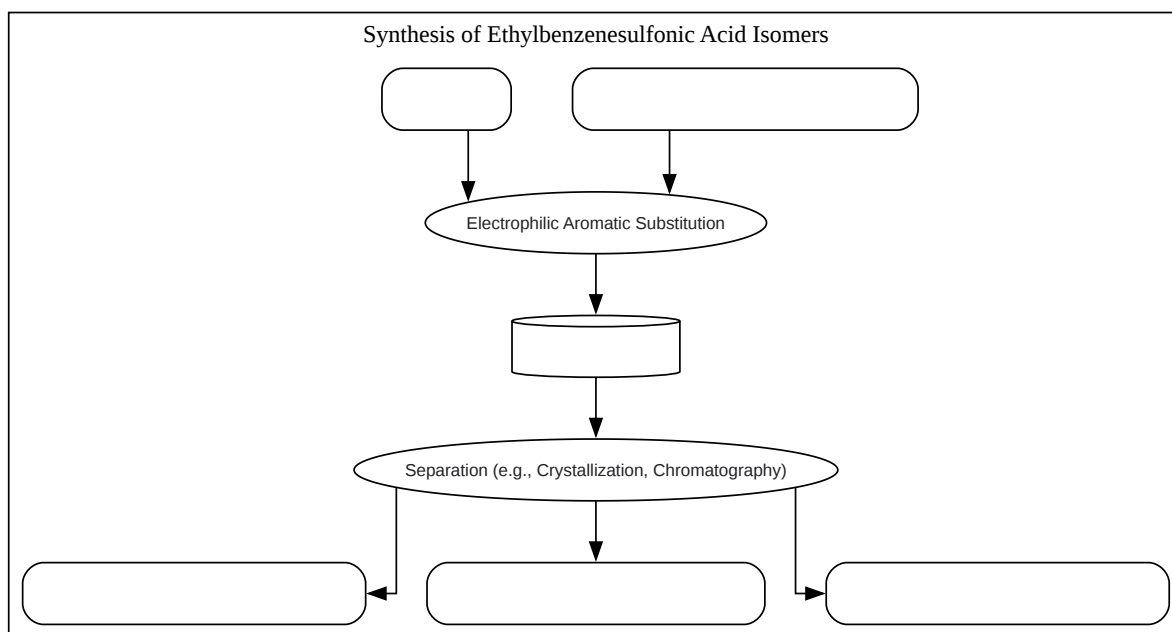 Synthesis of Ethylbenzenesulfonic Acid Isomers
Electrophilic Aromatic Substitution
Separation (e.g., Crystallization, Chromatography)